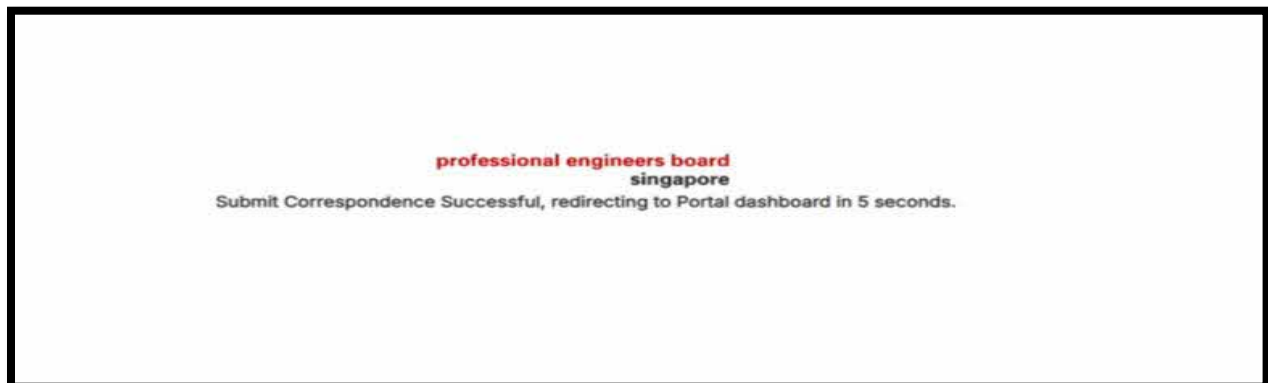 professional engineers board
singapore
Submit Correspondence Successful, redirecting to Portal dashboard in 5 seconds.